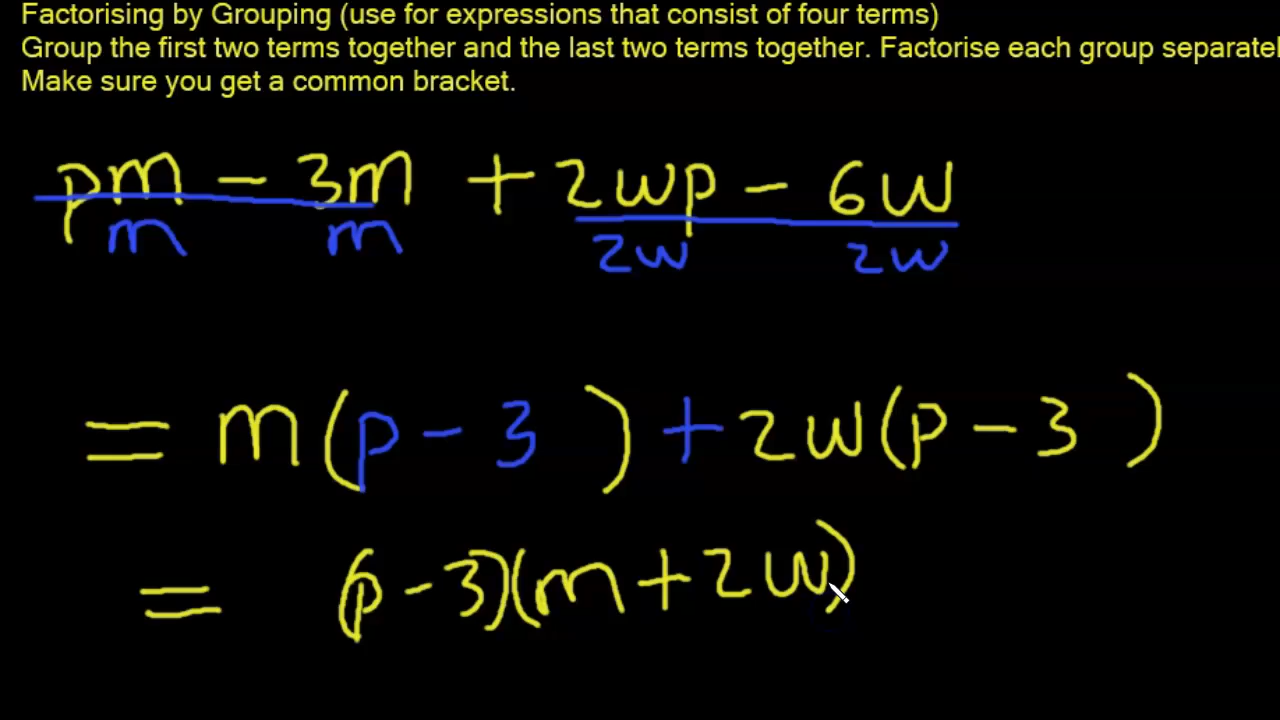 Factorising by Grouping (use for expressions that consist of four terms)
Group the first two terms together and the last two terms together. Factorise each group separatel
Make sure you get a common bracket.
pm - 3m + 2wp - 6w
m m 2w 2w
= m(p - 3) + 2w(p - 3)
= (p - 3)(m + 2w)